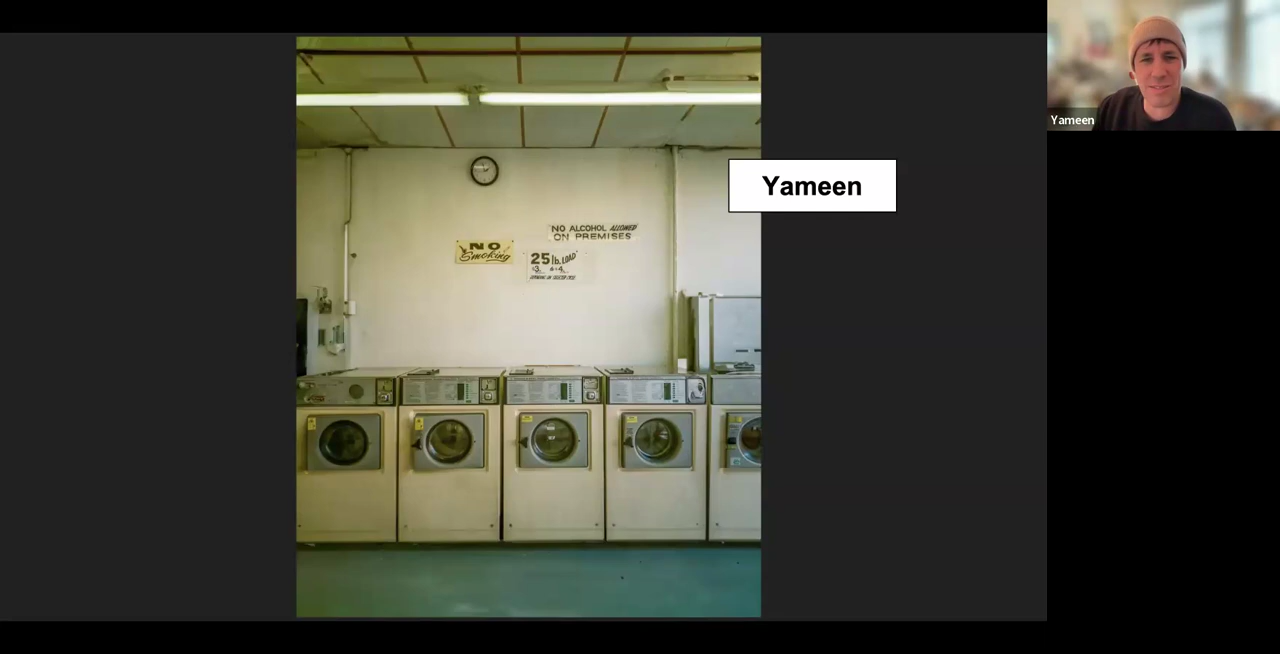 Yameen
Yameen
NO ALCOHOL ALLOWED
ON PREMISES
NO
Smoking
25 lb. LOAD